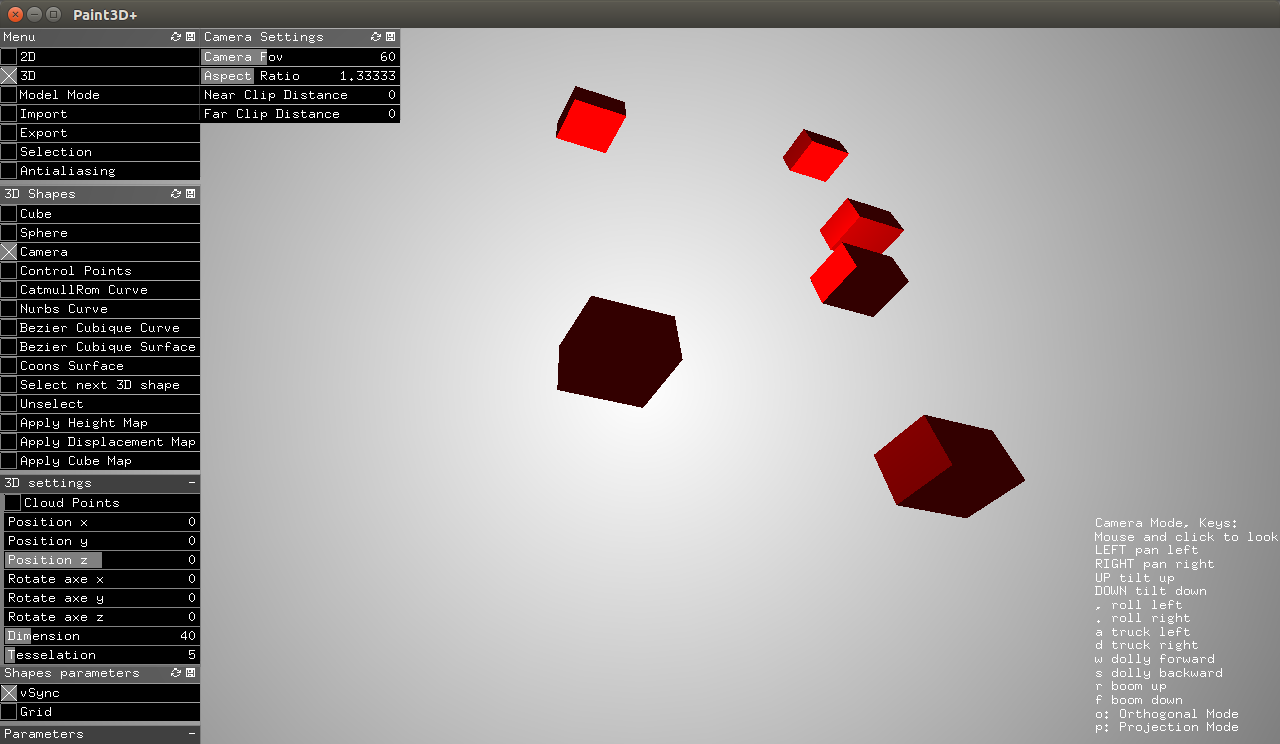 Paint3D+
Menu
2D
3D
Model Mode
Import
Export
Selection
Antialiasing
3D Shapes
Cube
Sphere
Camera
Control Points
CatmullRom Curve
Nurbs Curve
Bezier Cubique Curve
Bezier Cubique Surface
Coons Surface
Select next 3D shape
Unselect
Apply Height Map
Apply Displacement Map
Apply Cube Map
3D settings -
Cloud Points
Position x 0
Position y 0
Position z 0
Rotate axe x 0
Rotate axe y 0
Rotate axe z 0
Dimension 40
Tesselation 5
Shapes parameters
vSync
Grid
Parameters -
Camera Settings
Camera Fov 60
Aspect Ratio 1.33333
Near Clip Distance 0
Far Clip Distance 0
Camera Mode, Keys:
Mouse and click to look
LEFT pan left
RIGHT pan right
UP tilt up
DOWN tilt down
, roll left
. roll right
a truck left
d truck right
w dolly forward
s dolly backward
r boom up
f boom down
o: Orthogonal Mode
p: Projection Mode